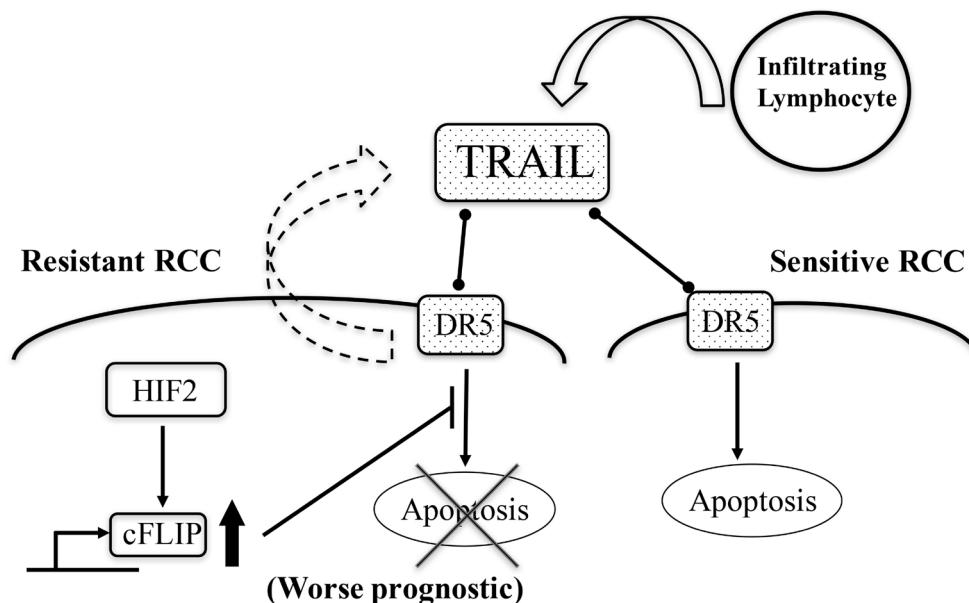 Infiltrating
Lymphocyte
TRAIL
Resistant RCC
Sensitive RCC
DR5
DR5
HIF2
cFLIP
Apoptosis
Apoptosis
(Worse prognostic)